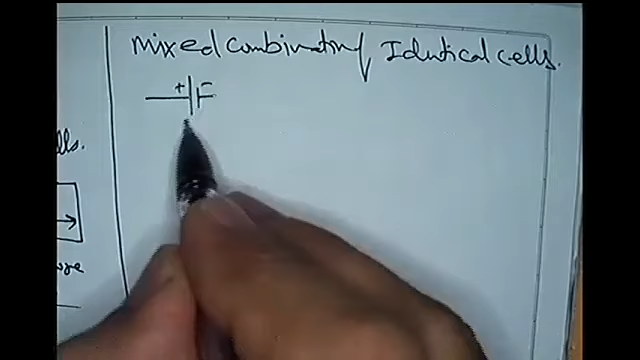 Mixed combination of Identical cells.
+ -